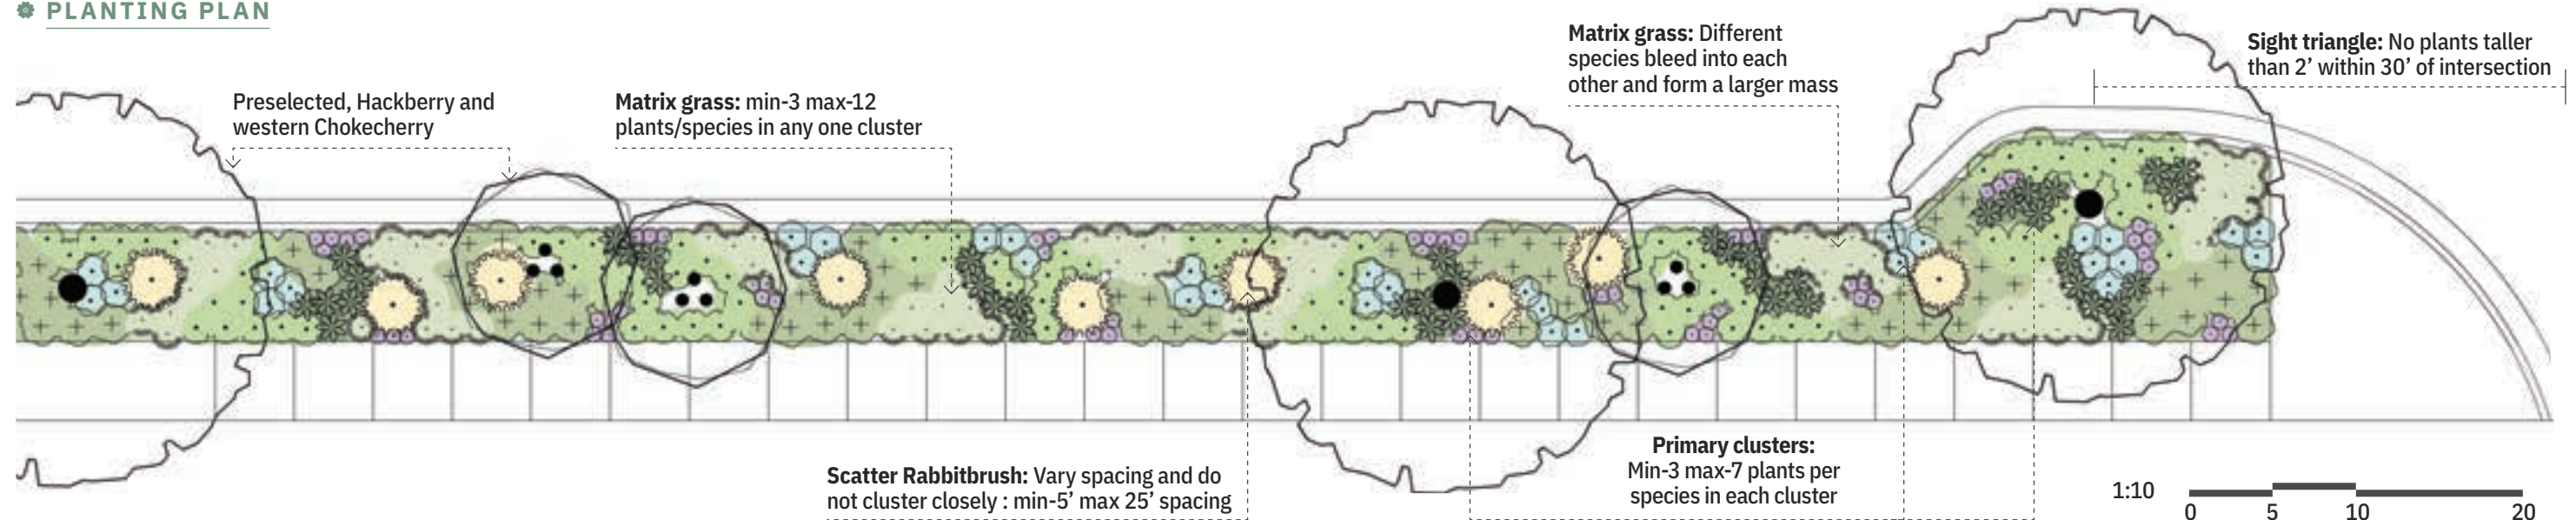 PLANTING PLAN
Preselected, Hackberry and
western Chokecherry
Matrix grass: min-3 max-12
plants/species in any one cluster
Matrix grass: Different
species bleed into each
other and form a larger mass
Sight triangle: No plants taller
than 2’ within 30’ of intersection
Scatter Rabbitbrush: Vary spacing and do
not cluster closely : min-5’ max 25’ spacing
Primary clusters:
Min-3 max-7 plants per
species in each cluster
1:10
0 5 10 20